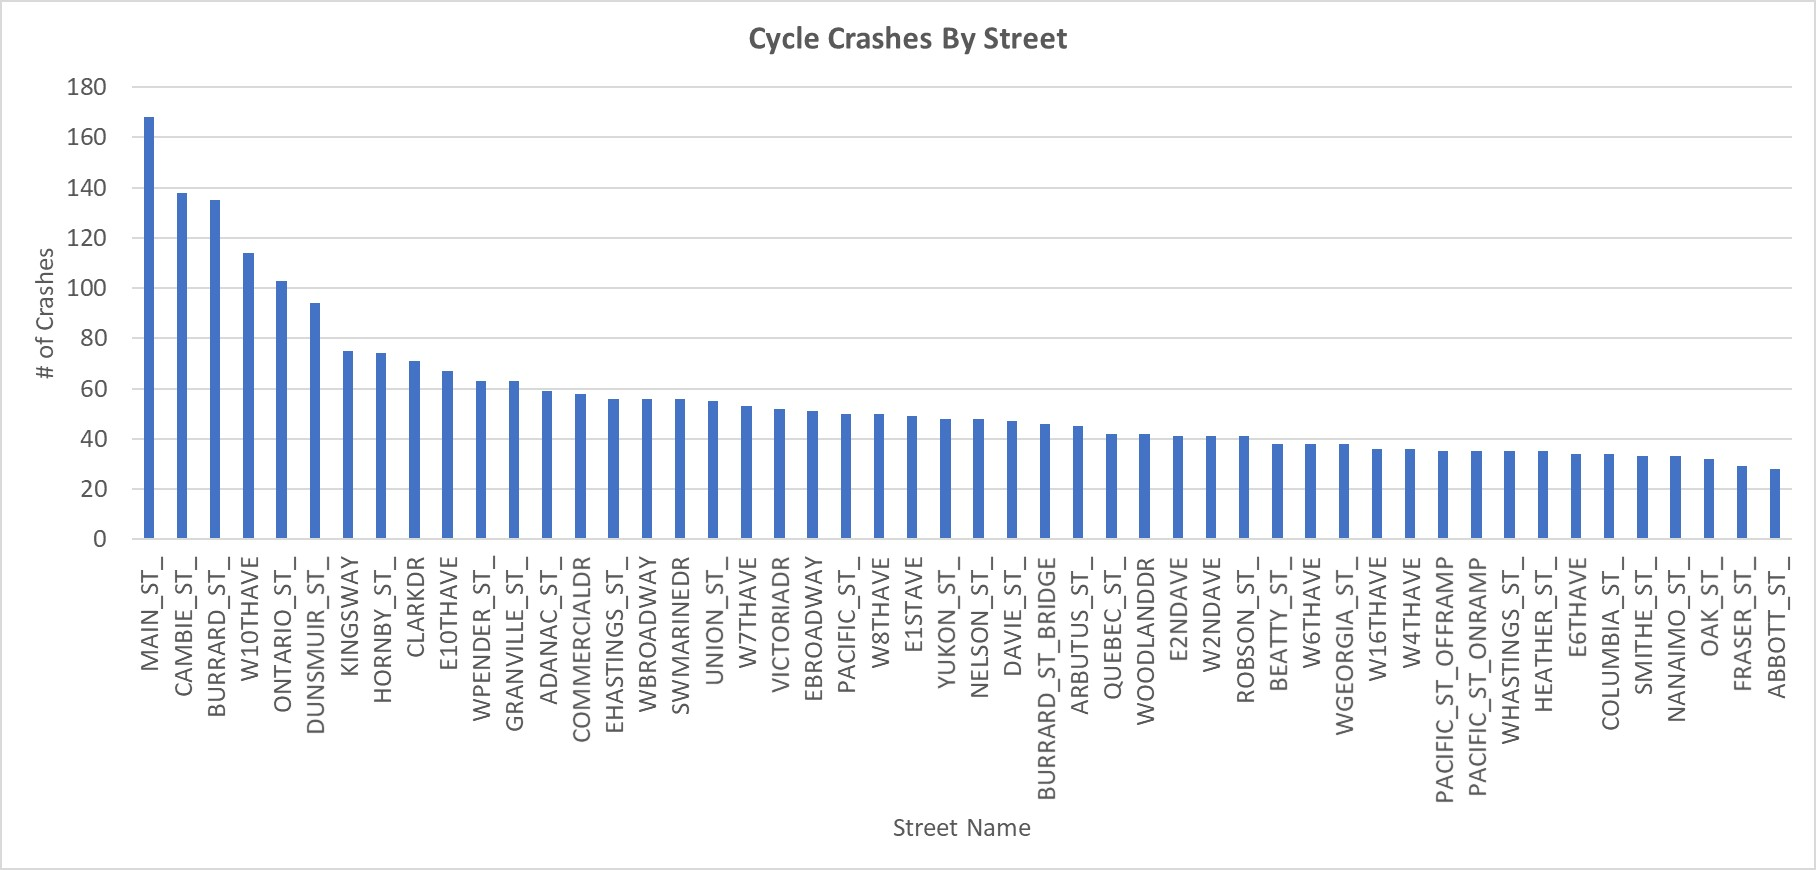 Cycle Crashes By Street
# of Crashes
180
160
140
120
100
80
60
40
20
0
MAIN_ST_
CAMBIE_ST_
BURRARD_ST_
W10THAVE
ONTARIO_ST_
DUNSMUIR_ST_
KINGSWAY
HORNBY_ST_
CLARKDR
E10THAVE
WPENDER_ST_
GRANVILLE_ST_
ADANAC_ST_
COMMERCIALDR
EHASTINGS_ST_
WBROADWAY
SWMARINEDR
UNION_ST_
W7THAVE
VICTORIADR
EBROADWAY
PACIFIC_ST_
W8THAVE
E1STAVE
YUKON_ST_
NELSON_ST_
DAVIE_ST_
BURRARD_ST_BRIDGE
ARBUTUS_ST_
QUEBEC_ST_
WOODLANDDR
E2NDAVE
W2NDAVE
ROBSON_ST_
BEATTY_ST_
W6THAVE
WGEORGIA_ST_
W16THAVE
W4THAVE
PACIFIC_ST_OFFRAMP
PACIFIC_ST_ONRAMP
WHASTINGS_ST_
HEATHER_ST_
E6THAVE
COLUMBIA_ST_
SMITHE_ST_
NANAIMO_ST_
OAK_ST_
FRASER_ST_
ABBOTT_ST_
Street Name